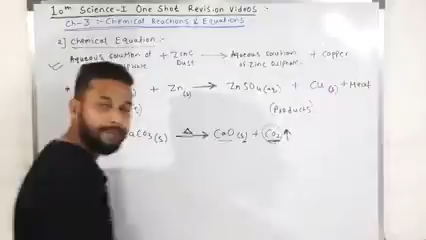 10th Science-I One Shot Revision Videos :-
Ch-3 :- Chemical Reactions & Equations
2] Chemical Equation :-
Aqueous solution of + Zinc Dust → Aqueous solution of Zinc Sulphate + Copper
+ Zn(s) → ZnSO4(aq) + Cu(s) + Heat
(Products)
aCO3(s) Δ→ CaO(s) + CO2↑